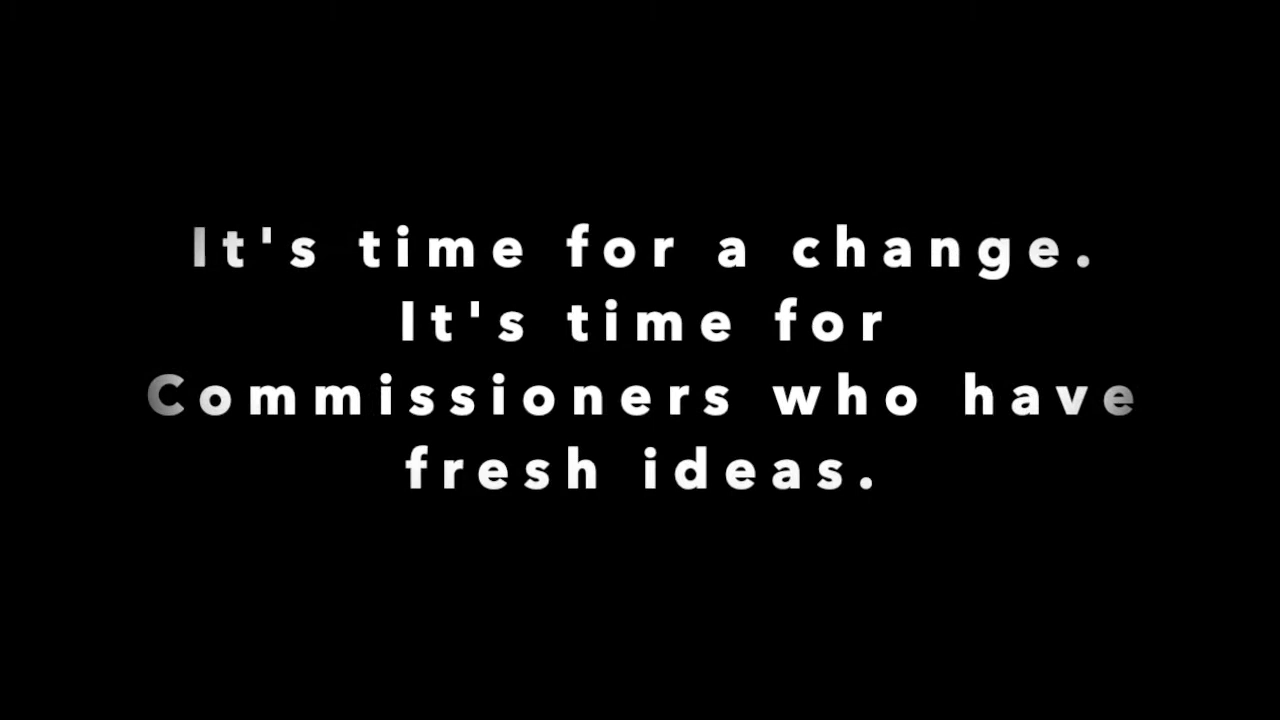 It's time for a change.
It's time for
Commissioners who have
fresh ideas.